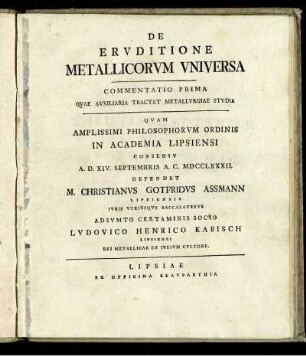 DE
ERVDITIONE
METALLICORVM VNIVERSA
COMMENTATIO PRIMA
QVAE AVXILIARIA TRACTAT METALLVRGIAE STVDIA
QVAM
AMPLISSIMI PHILOSOPHORVM ORDINIS
IN ACADEMIA LIPSIENSI
CONSENSV
A. D. XIV. SEPTEMBRIS A. C. MDCCLXXXII.
DEFENDET
M. CHRISTIANVS GOTFRIDVS ASSMANN
LIPSIENSIS
IVRIS VTRIVSQVE BACCALAVREVS
ADSVMTO CERTAMINIS SOCIO
LVDOVICO HENRICO KABISCH
LIPSIENSI
REI METALLICAE ET IVRIVM CVLTORE.
LIPSIAE
EX OFFICINA KLAVBARTHIA